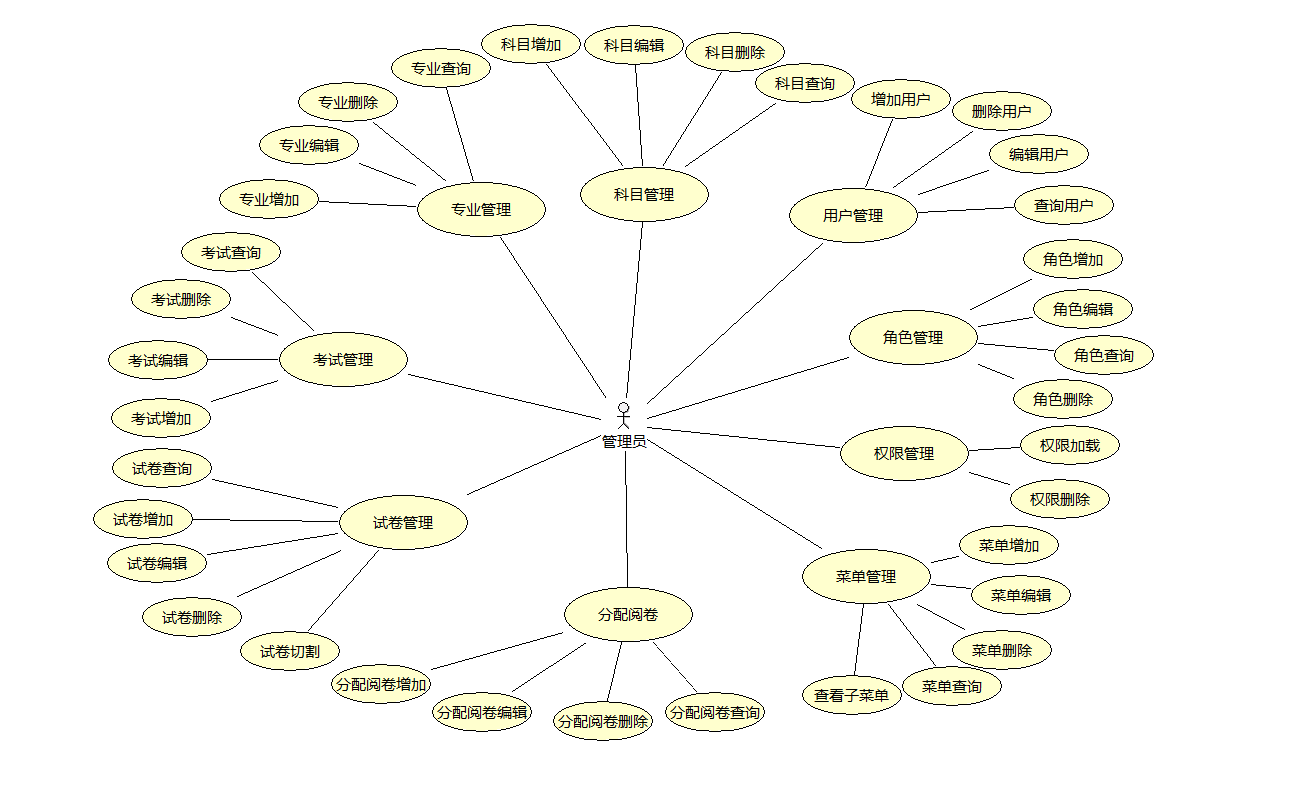 科目增加
科目编辑
科目删除
科目查询
专业查询
专业删除
专业编辑
专业增加
专业管理
科目管理
增加用户
删除用户
编辑用户
查询用户
用户管理
考试查询
考试删除
考试编辑
考试增加
考试管理
角色增加
角色编辑
角色查询
角色删除
角色管理
管理员
权限管理
权限加载
权限删除
试卷查询
试卷增加
试卷编辑
试卷删除
试卷切割
试卷管理
菜单管理
菜单增加
菜单编辑
菜单删除
菜单查询
查看子菜单
分配阅卷
分配阅卷增加
分配阅卷编辑
分配阅卷删除
分配阅卷查询